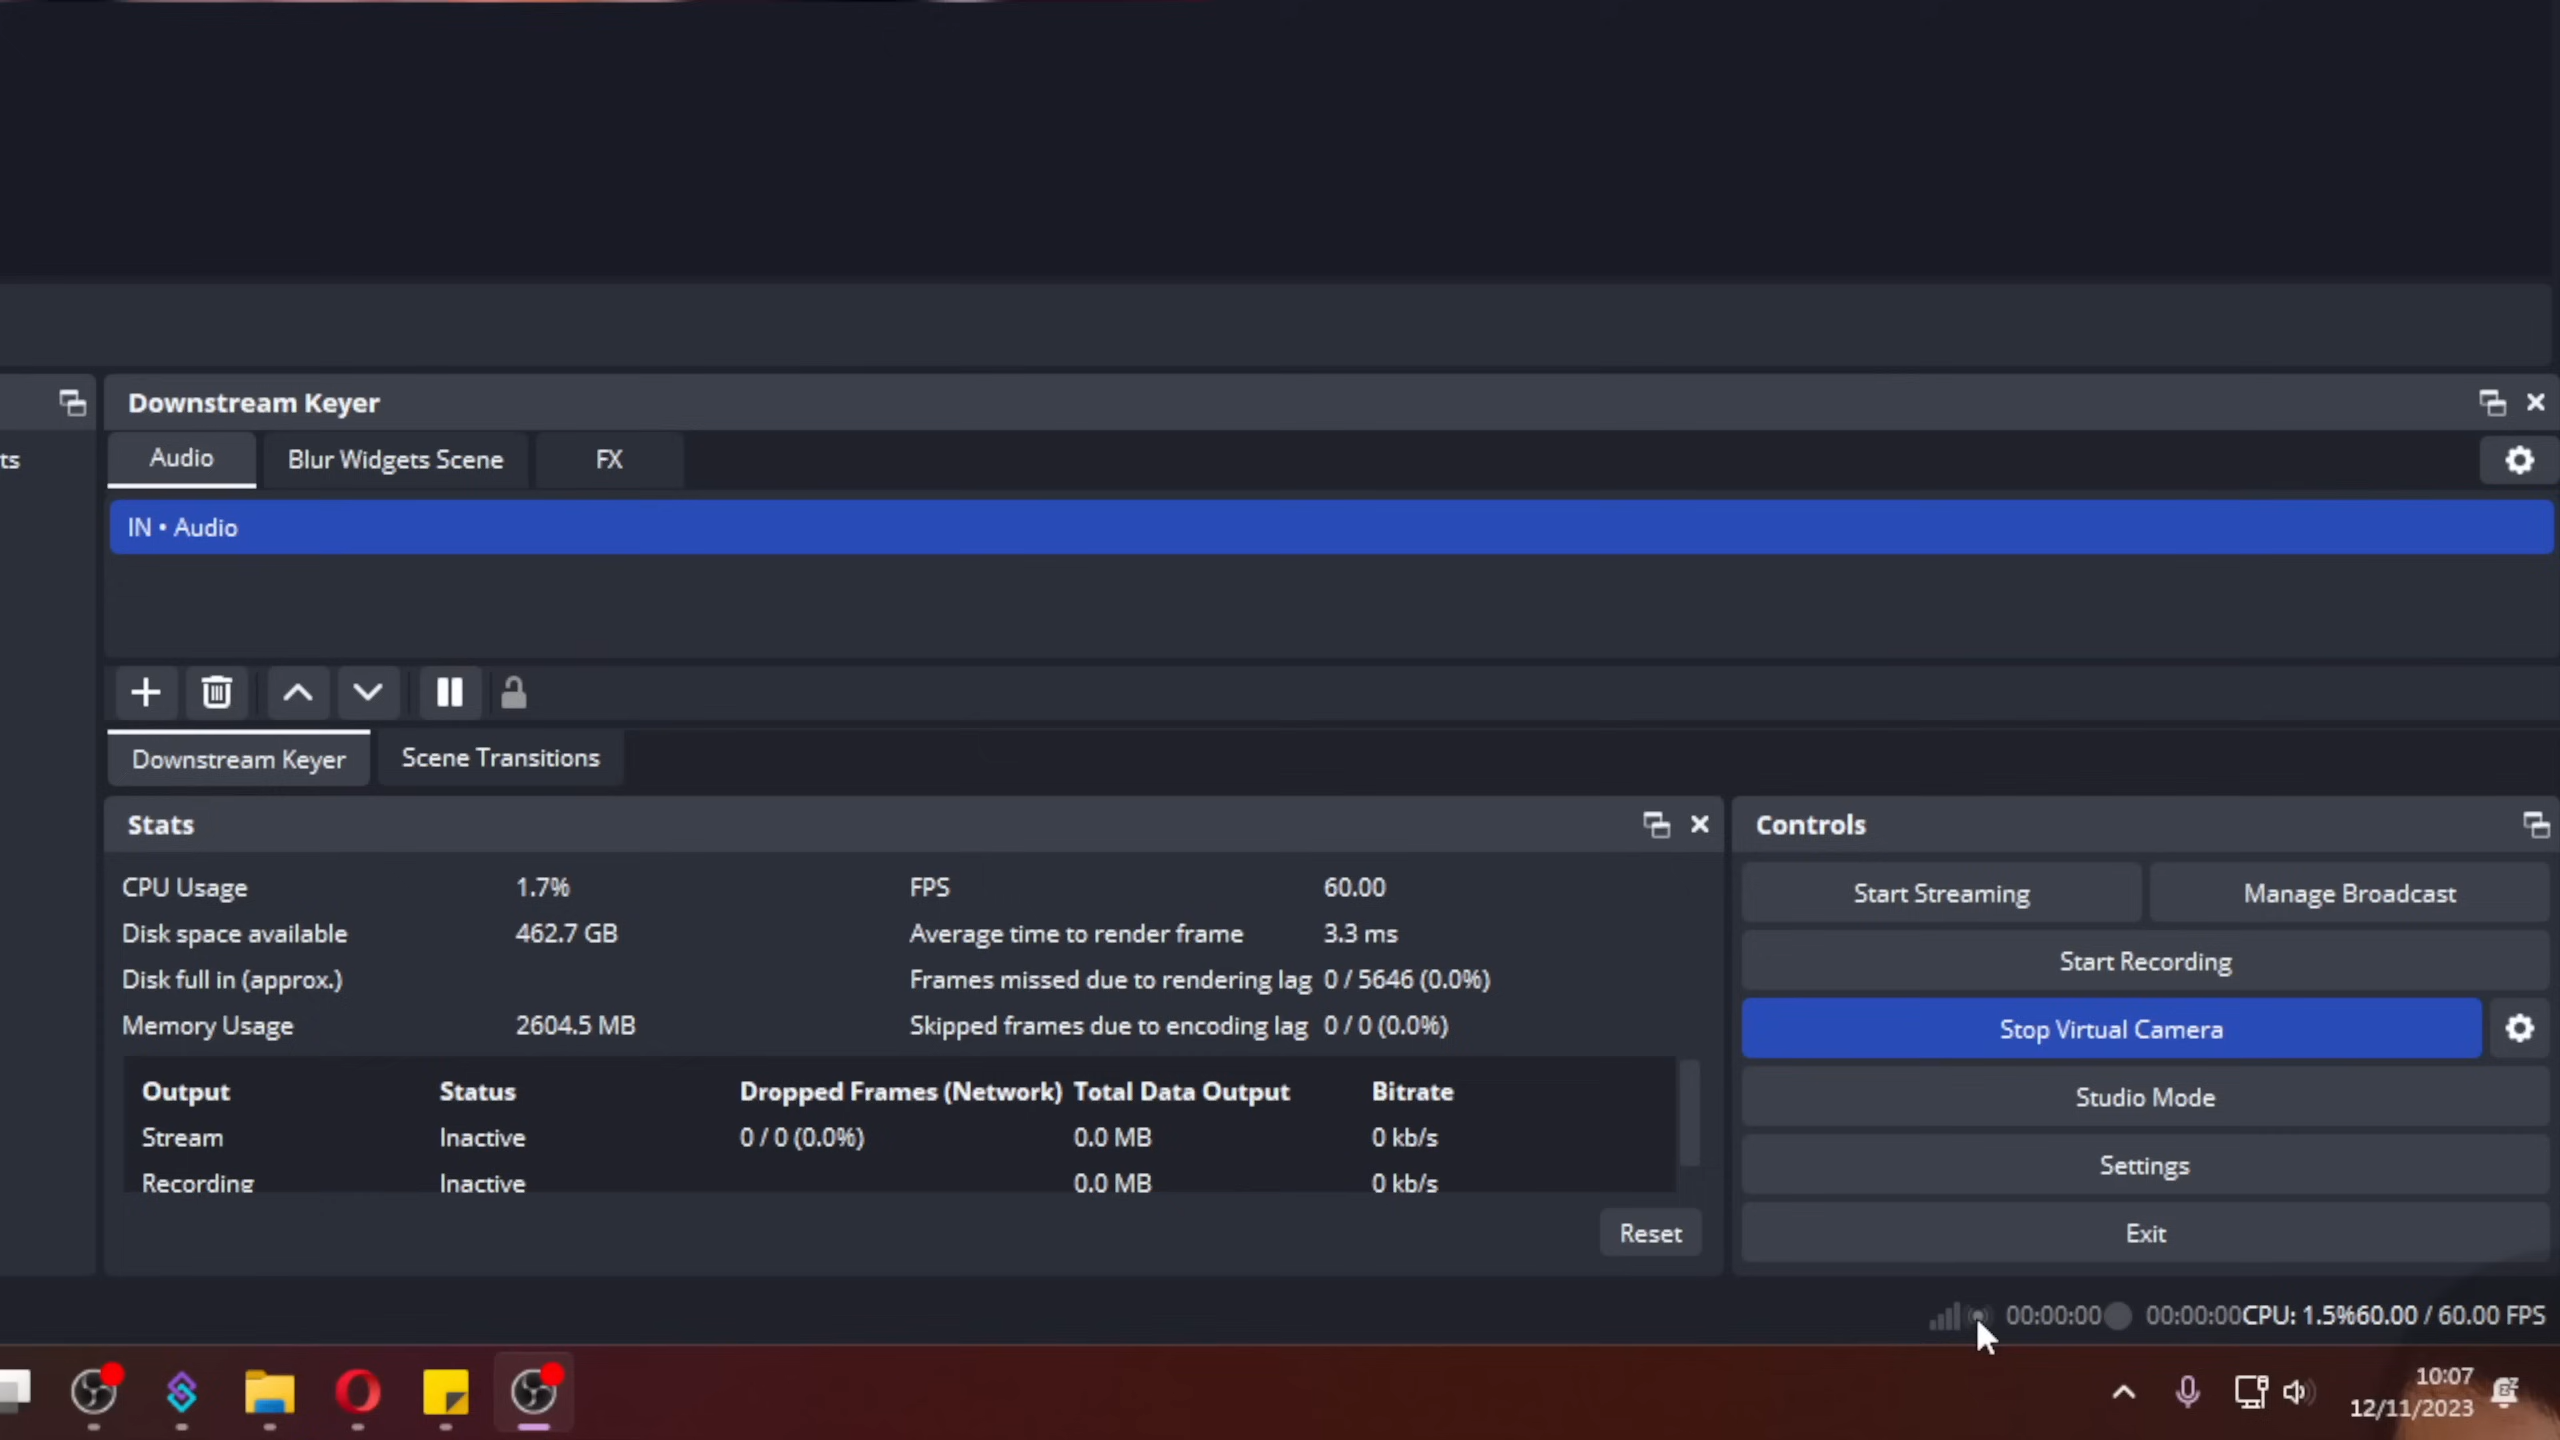 Downstream Keyer
ts
Audio Blur Widgets Scene FX
IN • Audio
Downstream Keyer Scene Transitions
Stats
CPU Usage 1.7% FPS 60.00
Disk space available 462.7 GB Average time to render frame 3.3 ms
Disk full in (approx.) Frames missed due to rendering lag 0 / 5646 (0.0%)
Memory Usage 2604.5 MB Skipped frames due to encoding lag 0 / 0 (0.0%)
Output Status Dropped Frames (Network) Total Data Output Bitrate
Stream Inactive 0 / 0 (0.0%) 0.0 MB 0 kb/s
Recording Inactive 0.0 MB 0 kb/s
Reset
Controls
Start Streaming Manage Broadcast
Start Recording
Stop Virtual Camera
Studio Mode
Settings
Exit
00:00:00 00:00:00 CPU: 1.5% 60.00 / 60.00 FPS
10:07
12/11/2023